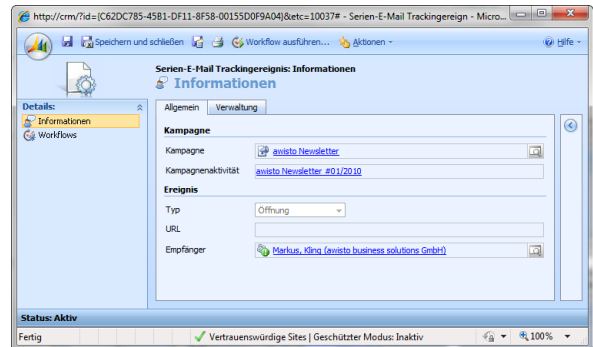 http://crm/?id={C62DC785-45B1-DF11-8F58-00155D0F9A04}&etc=10037# - Serien-E-Mail Trackingereign - Micro...
Speichern und schließen Workflow ausführen... Aktionen Hilfe
Serien-E-Mail Trackingereignis: Informationen
Informationen
Details:
Informationen
Workflows
Allgemein Verwaltung
Kampagne
Kampagne awisto Newsletter
Kampagnenaktivität awisto Newsletter #01/2010
Ereignis
Typ Öffnung
URL
Empfänger Markus, Kling (awisto business solutions GmbH)
Status: Aktiv
Fertig Vertrauenswürdige Sites | Geschützter Modus: Inaktiv 100%